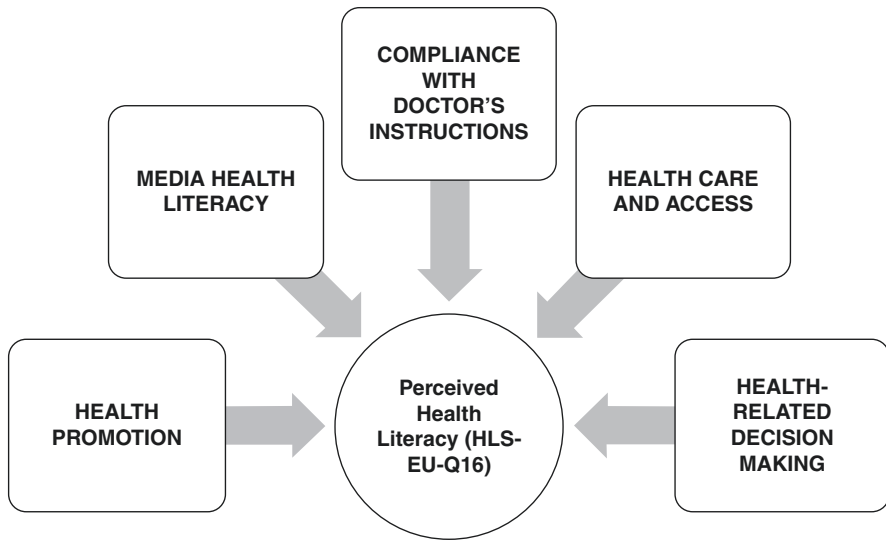 COMPLIANCE
WITH
DOCTOR'S
INSTRUCTIONS
MEDIA HEALTH
LITERACY
HEALTH CARE
AND ACCESS
HEALTH
PROMOTION
Perceived
Health
Literacy (HLS-
EU-Q16)
HEALTH-
RELATED
DECISION
MAKING